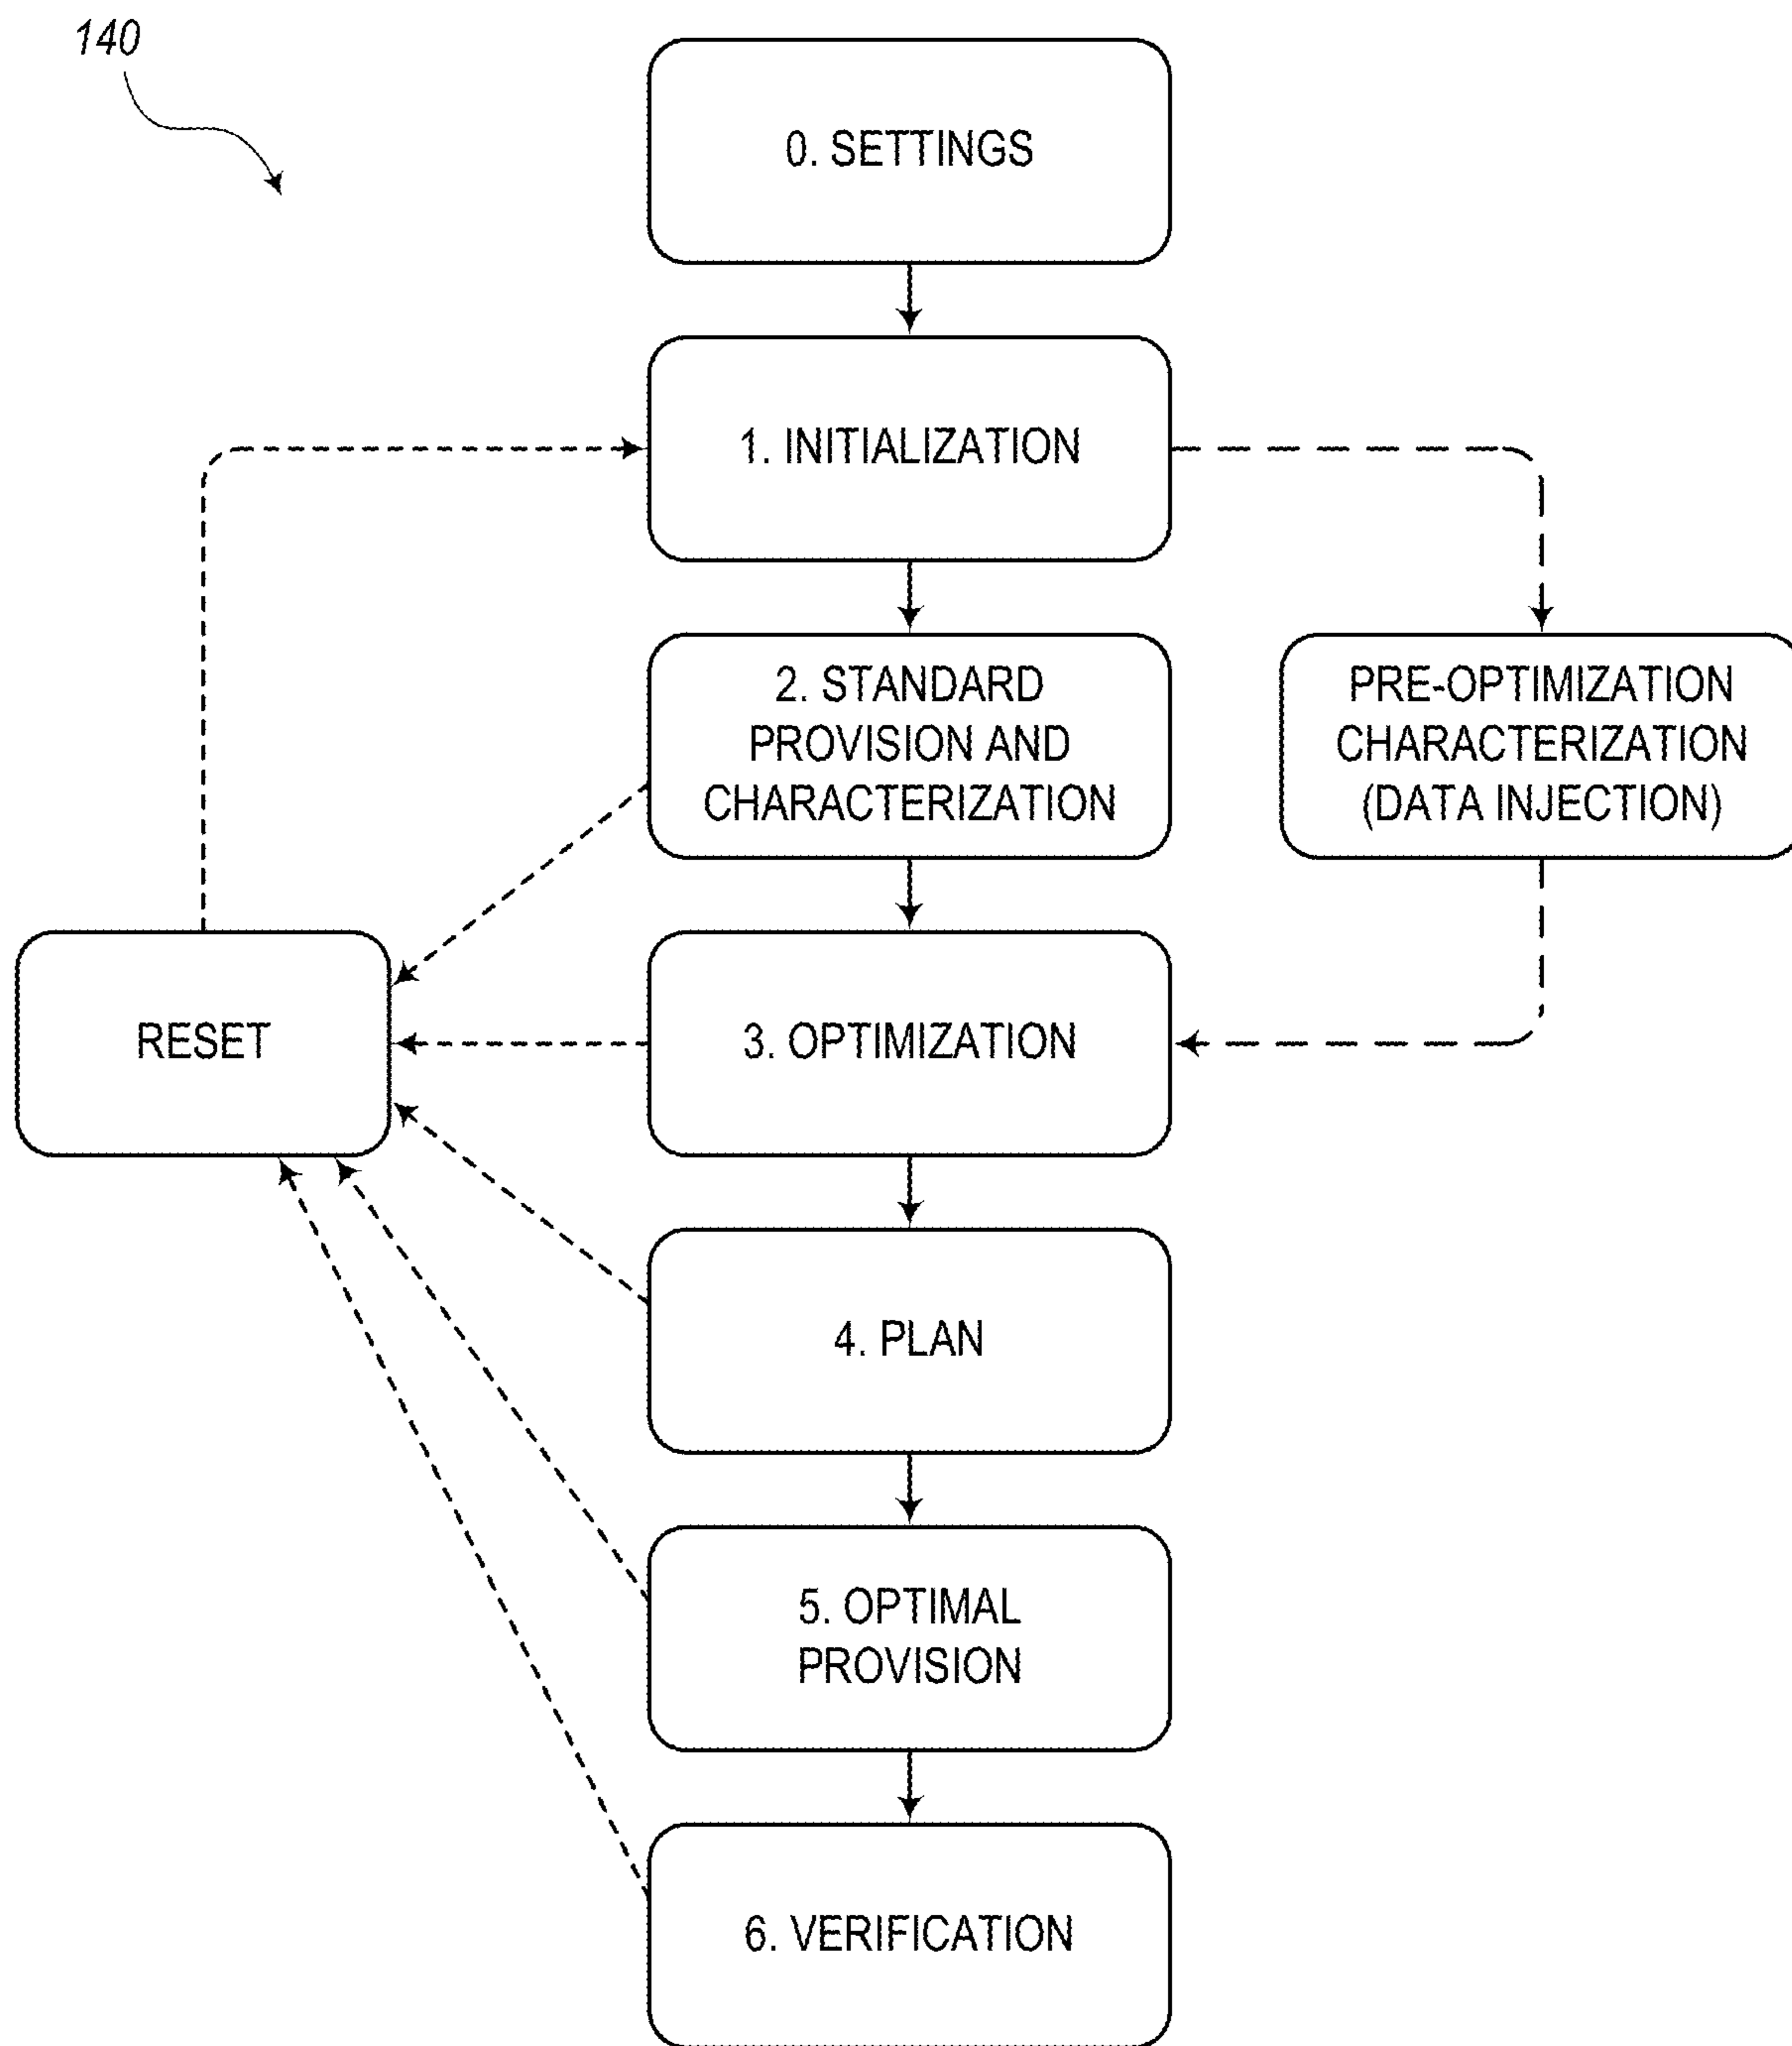 140
0. SETTINGS
1. INITIALIZATION
2. STANDARD
PROVISION AND
CHARACTERIZATION
PRE-OPTIMIZATION
CHARACTERIZATION
(DATA INJECTION)
RESET
3. OPTIMIZATION
4. PLAN
5. OPTIMAL
PROVISION
6. VERIFICATION